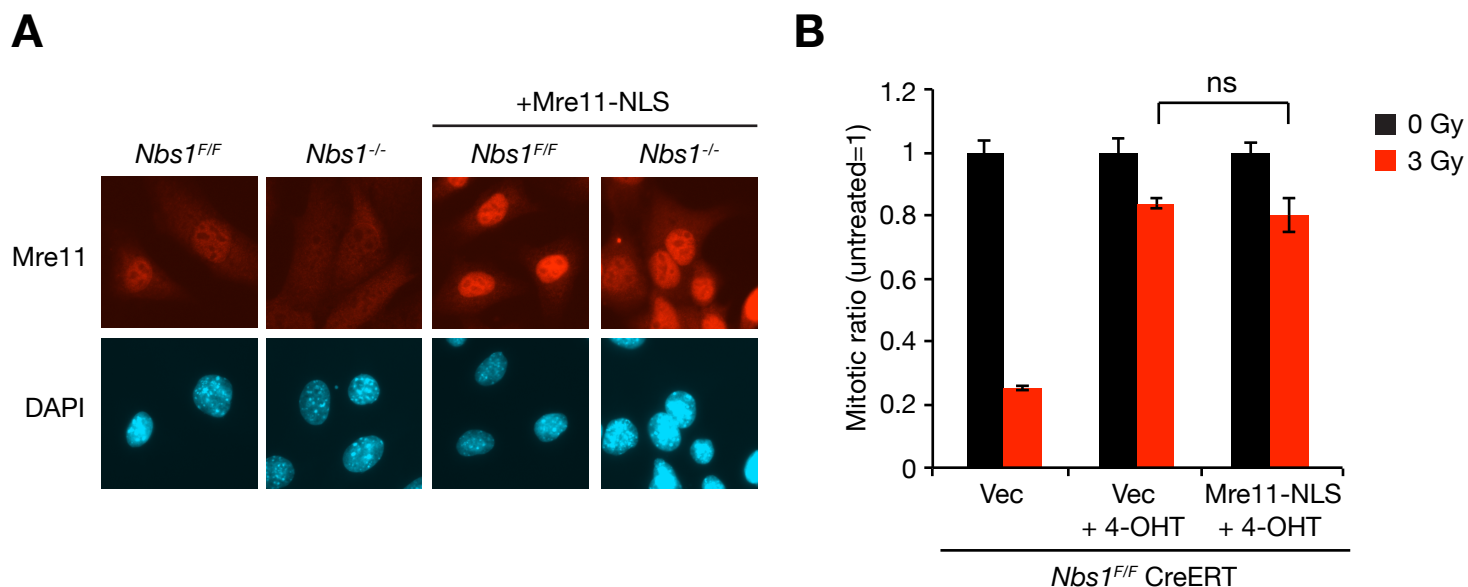 A
+Mre11-NLS
Nbs1F/F Nbs1-/- Nbs1F/F Nbs1-/-
Mre11
DAPI
B
ns
0 Gy
3 Gy
Mitotic ratio (untreated=1)
1.2
1
0.8
0.6
0.4
0.2
0
Vec Vec Mre11-NLS
+ 4-OHT + 4-OHT
Nbs1F/F CreERT